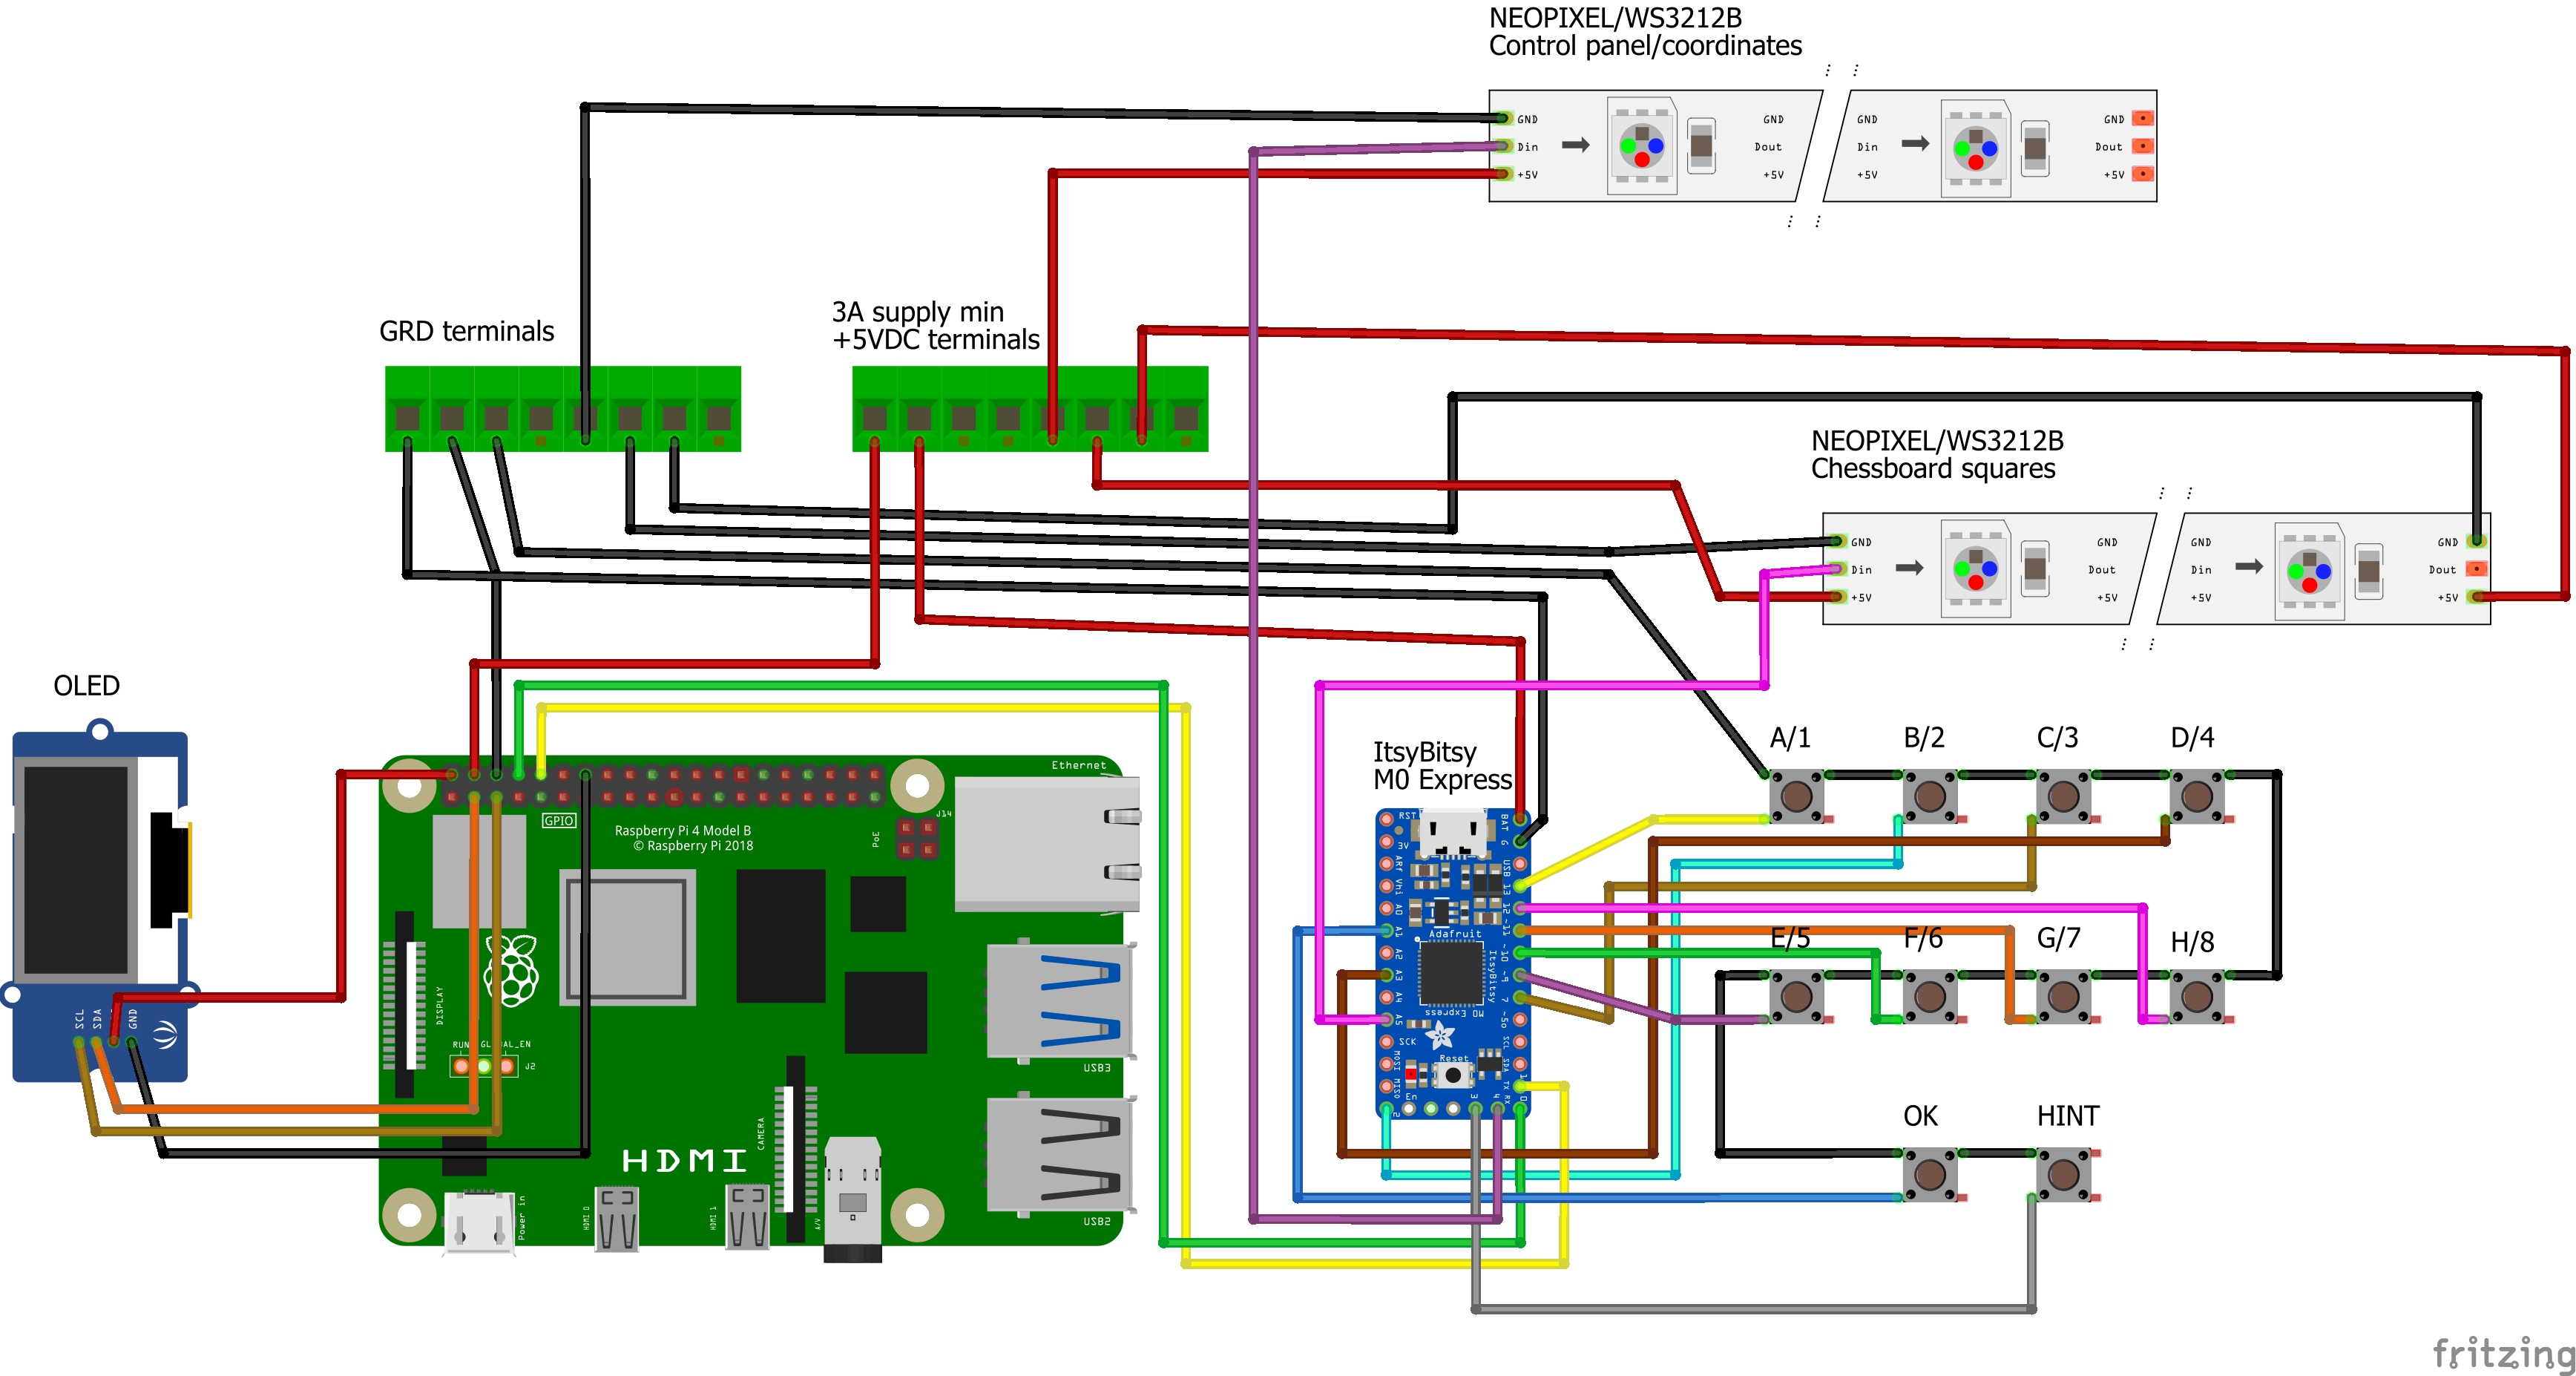 NEOPIXEL/WS3212B
Control panel/coordinates
GND
Din
+5V
GND
Dout
+5V
GND
Din
+5V
GND
Dout
+5V
GRD terminals
3A supply min
+5VDC terminals
NEOPIXEL/WS3212B
Chessboard squares
GND
Din
+5V
GND
Dout
+5V
GND
Din
+5V
GND
Dout
+5V
OLED
SCL
SDA
GND
Ethernet
GPIO
Raspberry Pi 4 Model B
© Raspberry Pi 2018
J14
PoE
DISPLAY
RUN
J2
USB3
USB2
HDMI
CAMERA
Power in
HDMI 0
HDMI 1
A/V
ItsyBitsy
M0 Express
RST
3V
ARf
Vhi
A0
A1
A2
A3
A4
A5
SCK
MOSI
MISO
2
En
3
4
BAT
G
USB
13
12
~11
~10
~9
7
~5o
SCL
SDA
1
TX
RX
0
Adafruit
ItsyBitsy
M0 Express
Reset
A/1
B/2
C/3
D/4
E/5
F/6
G/7
H/8
OK
HINT
fritzing